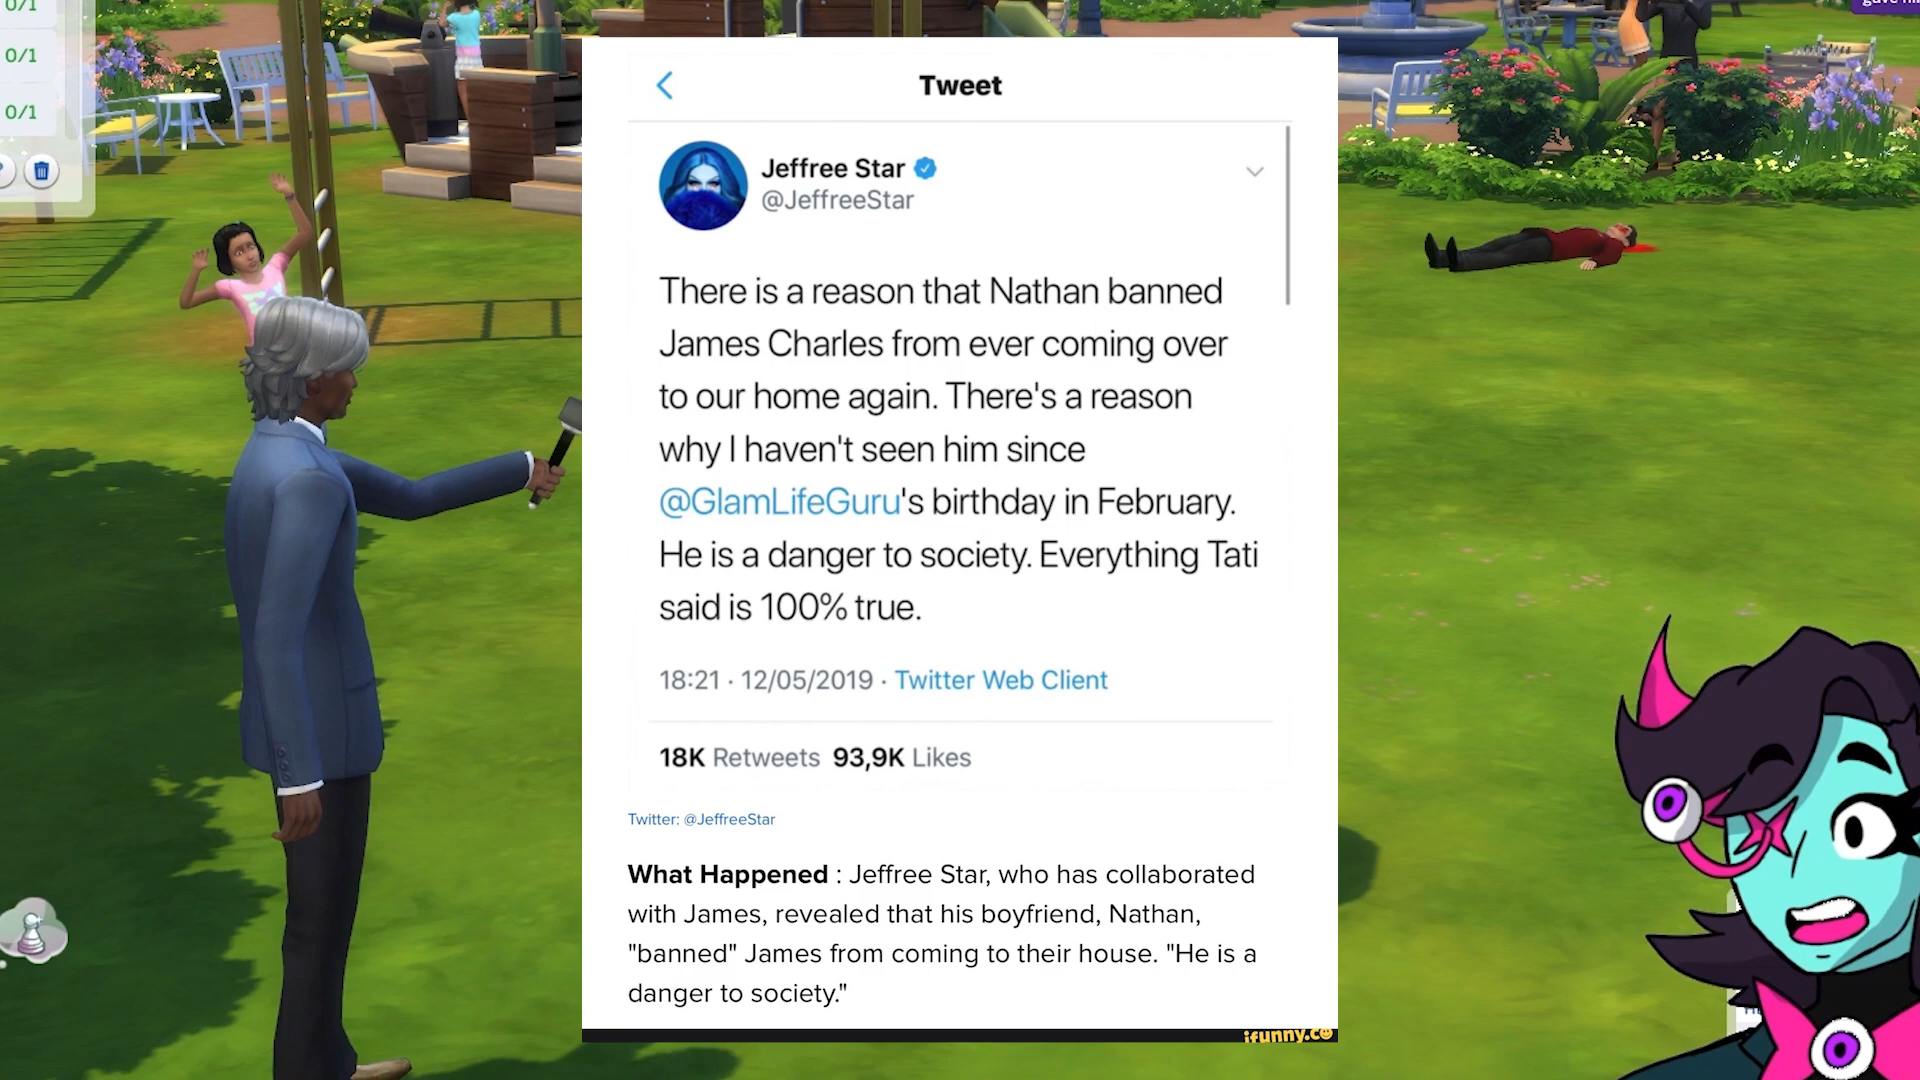 0/1
0/1
0/1
Tweet
Jeffree Star
@JeffreeStar
There is a reason that Nathan banned
James Charles from ever coming over
to our home again. There's a reason
why I haven't seen him since
@GlamLifeGuru's birthday in February.
He is a danger to society. Everything Tati
said is 100% true.
18:21 · 12/05/2019 · Twitter Web Client
18K Retweets 93,9K Likes
Twitter: @JeffreeStar
What Happened : Jeffree Star, who has collaborated
with James, revealed that his boyfriend, Nathan,
"banned" James from coming to their house. "He is a
danger to society."
ifunny.co